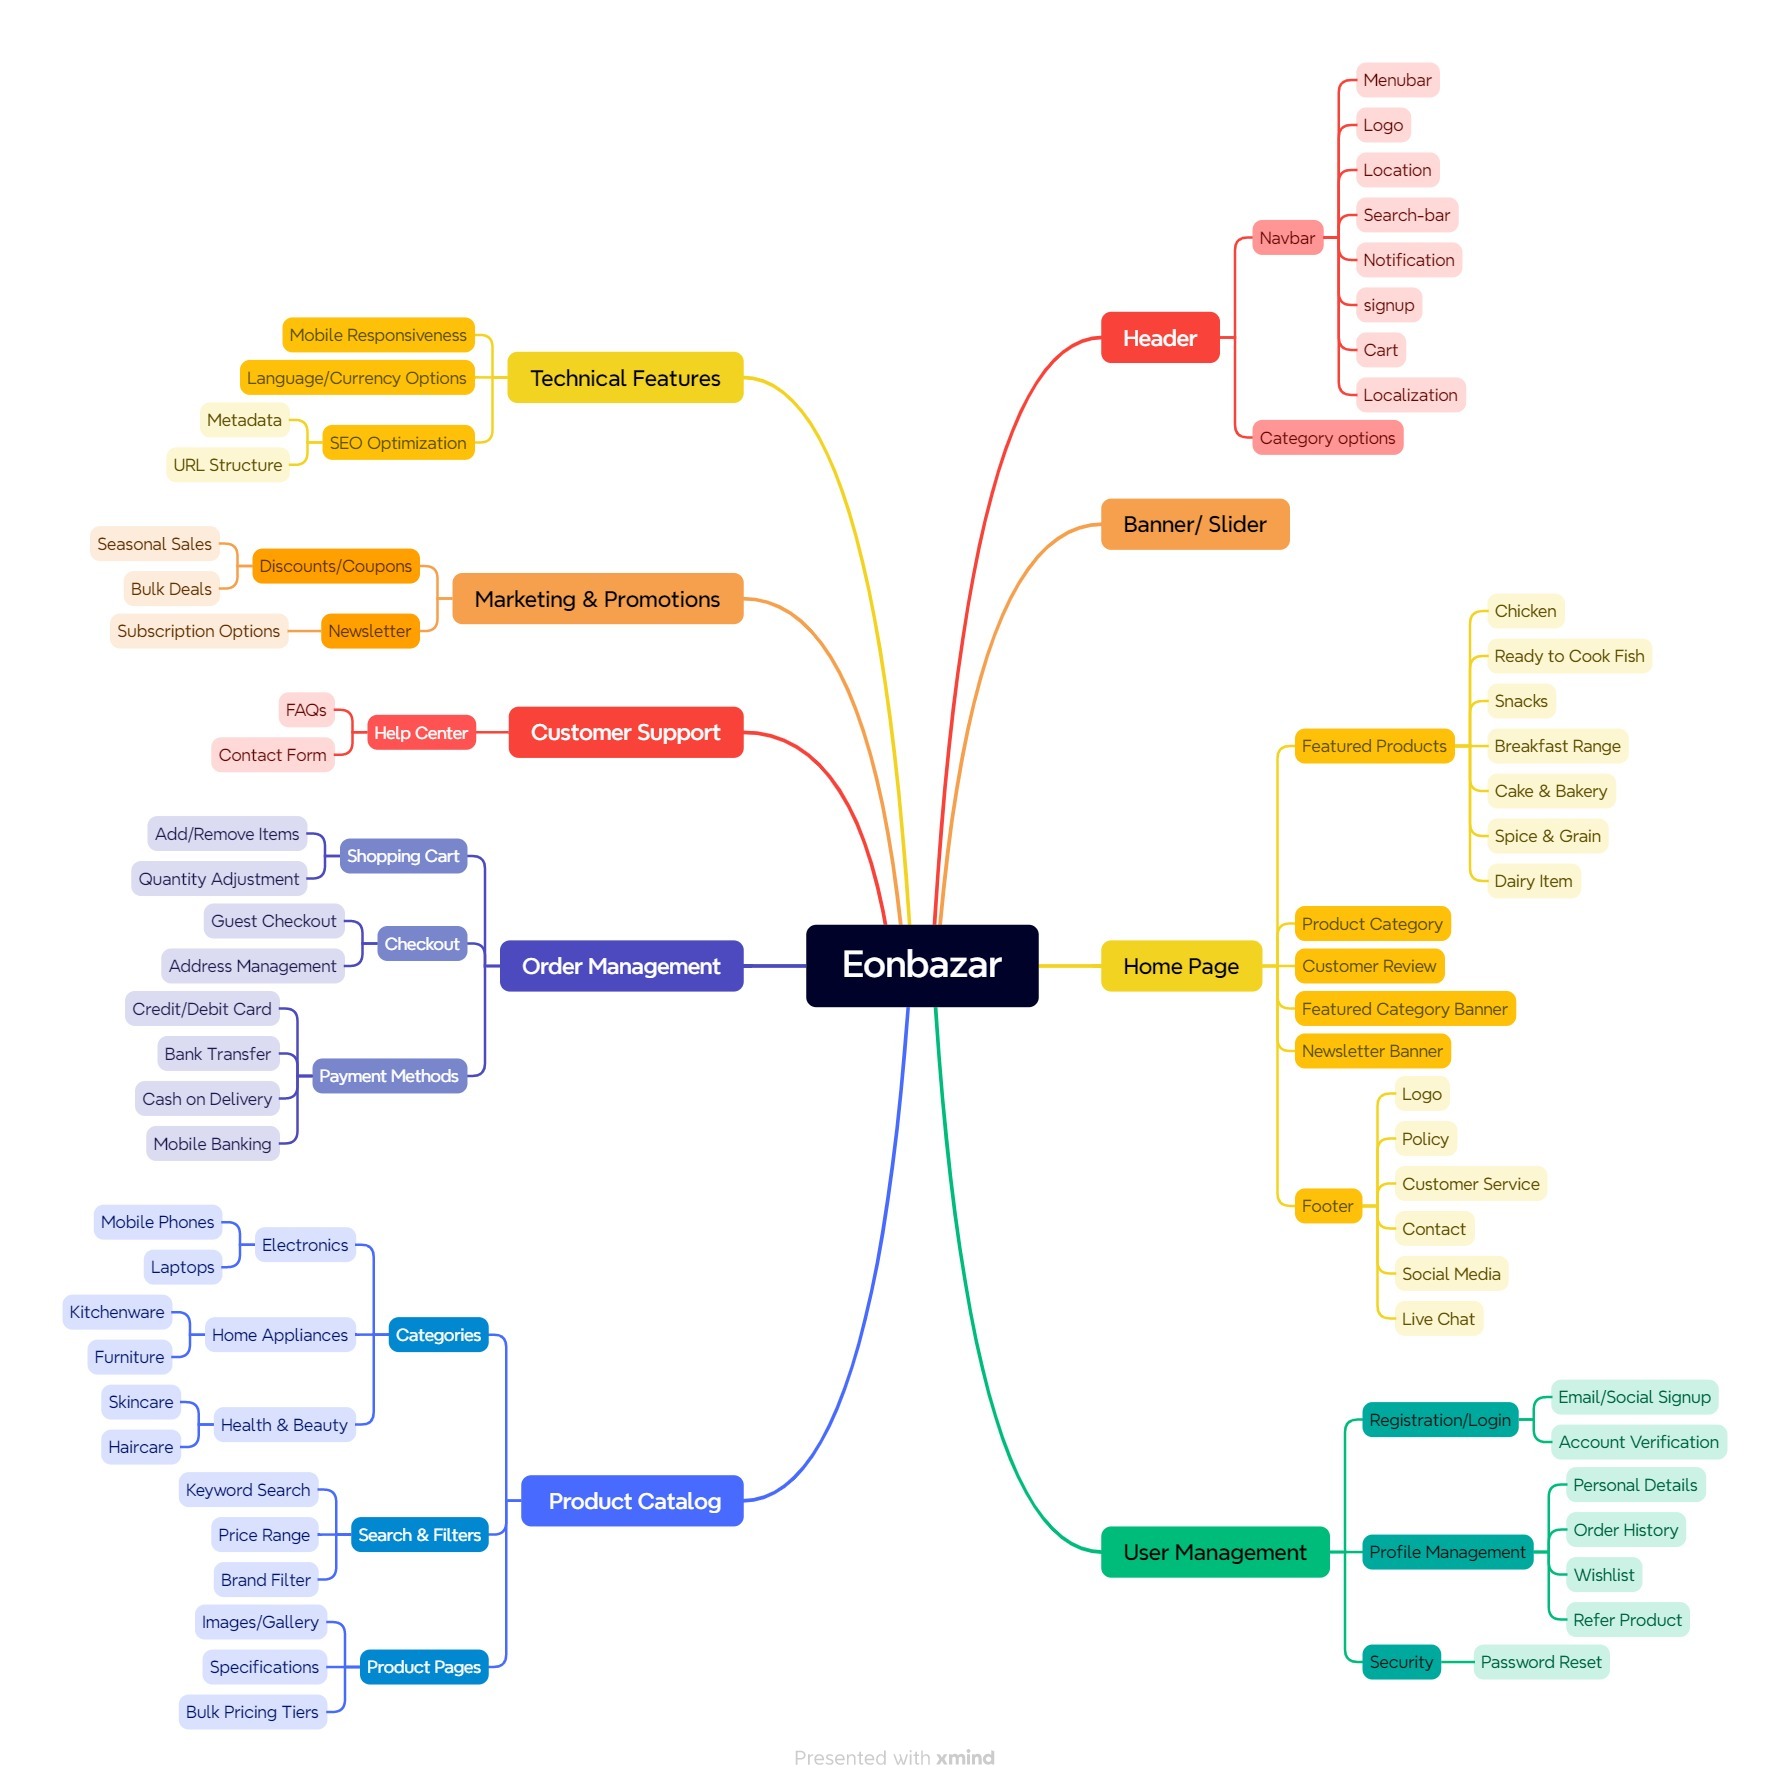 Eonbazar
Header
Navbar
Menubar
Logo
Location
Search-bar
Notification
signup
Cart
Localization
Category options
Banner/ Slider
Home Page
Featured Products
Chicken
Ready to Cook Fish
Snacks
Breakfast Range
Cake & Bakery
Spice & Grain
Dairy Item
Product Category
Customer Review
Featured Category Banner
Newsletter Banner
Footer
Logo
Policy
Customer Service
Contact
Social Media
Live Chat
User Management
Registration/Login
Email/Social Signup
Account Verification
Profile Management
Personal Details
Order History
Wishlist
Refer Product
Security
Password Reset
Technical Features
Mobile Responsiveness
Language/Currency Options
SEO Optimization
Metadata
URL Structure
Marketing & Promotions
Discounts/Coupons
Seasonal Sales
Bulk Deals
Newsletter
Subscription Options
Customer Support
Help Center
FAQs
Contact Form
Order Management
Shopping Cart
Add/Remove Items
Quantity Adjustment
Checkout
Guest Checkout
Address Management
Payment Methods
Credit/Debit Card
Bank Transfer
Cash on Delivery
Mobile Banking
Product Catalog
Categories
Electronics
Mobile Phones
Laptops
Home Appliances
Kitchenware
Furniture
Health & Beauty
Skincare
Haircare
Search & Filters
Keyword Search
Price Range
Brand Filter
Product Pages
Images/Gallery
Specifications
Bulk Pricing Tiers
Presented with xmind